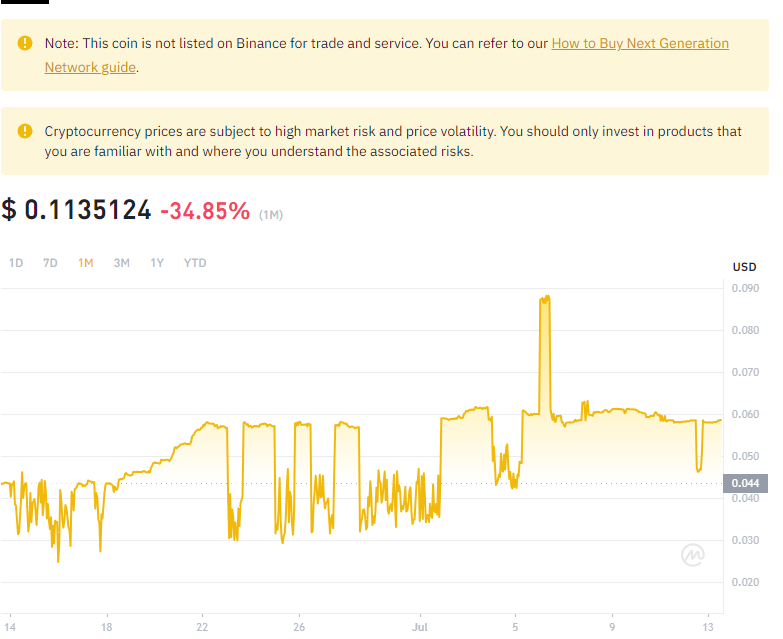 Note: This coin is not listed on Binance for trade and service. You can refer to our How to Buy Next Generation
Network guide.
Cryptocurrency prices are subject to high market risk and price volatility. You should only invest in products that
you are familiar with and where you understand the associated risks.
$ 0.1135124 -34.85% (1M)
1D 7D 1M 3M 1Y YTD
USD
0.090
0.080
0.070
0.060
0.050
0.044
0.040
0.030
0.020
14 18 22 26 Jul 5 9 13